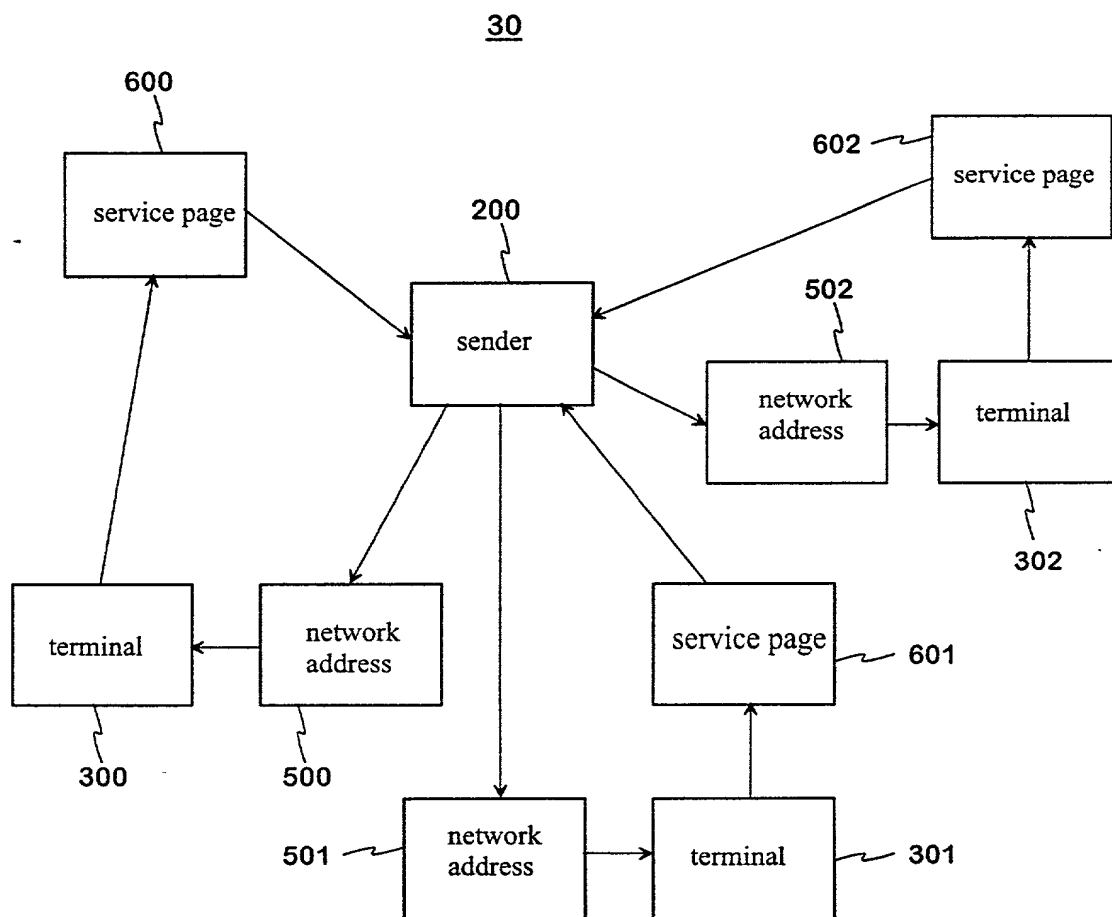 30
600
602
service page
service page
200
502
sender
network
address
terminal
302
terminal
network
address
service page
601
300
500
501
network
address
terminal
301